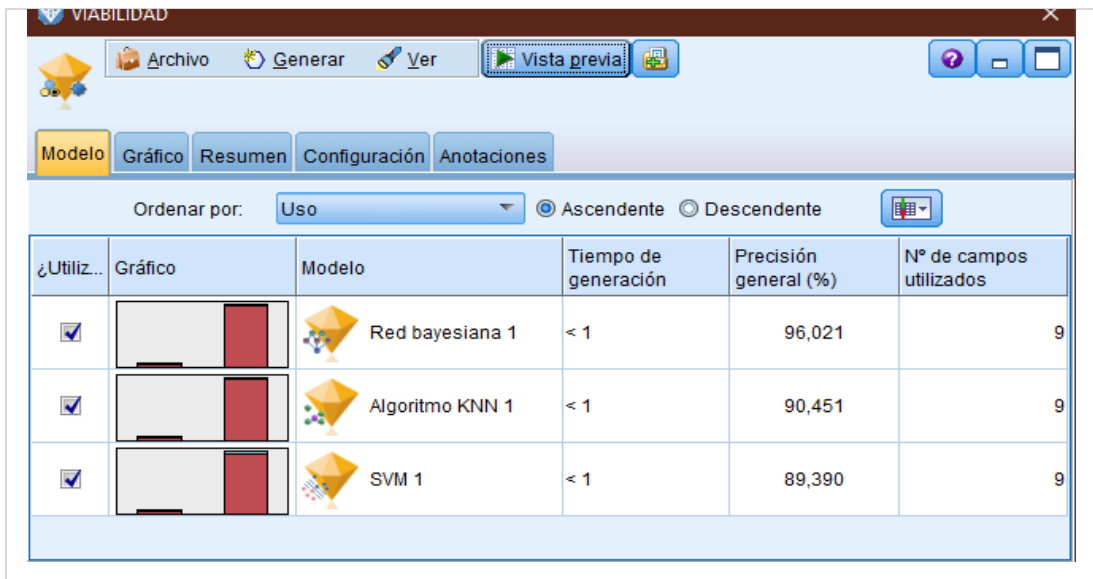 VIABILIDAD
Archivo Generar Ver Vista previa
Modelo Gráfico Resumen Configuración Anotaciones
Ordenar por: Uso Ascendente Descendente
¿Utiliz... Gráfico Modelo Tiempo de generación Precisión general (%) Nº de campos utilizados
Red bayesiana 1 < 1 96,021 9
Algoritmo KNN 1 < 1 90,451 9
SVM 1 < 1 89,390 9